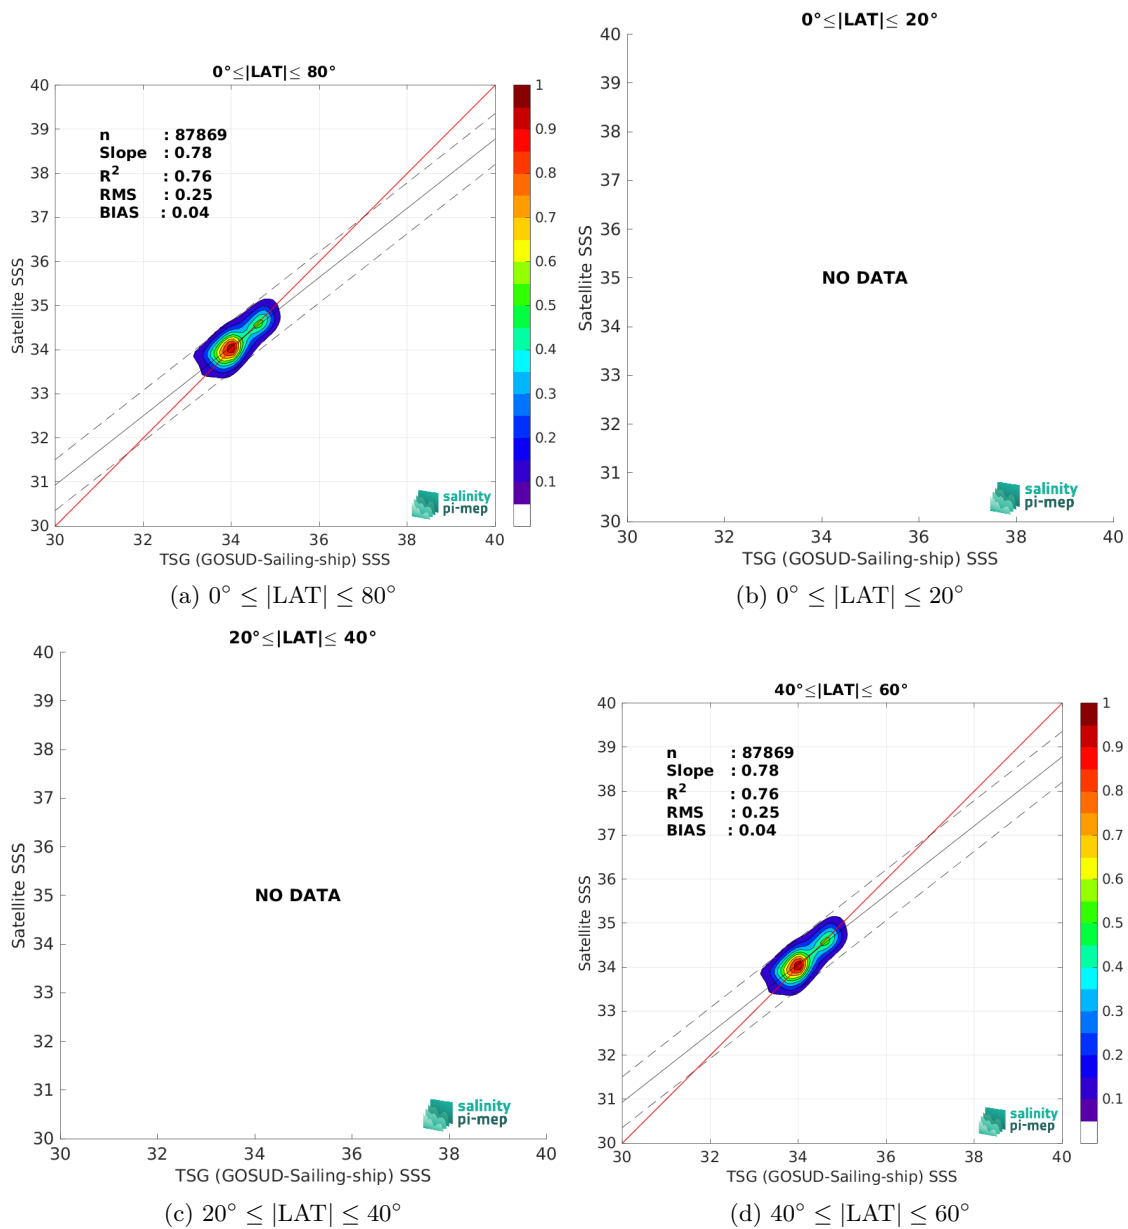 0°≤|LAT|≤ 80°
40
39
38
37
36
35
34
33
32
31
30
Satellite SSS
n : 87869
Slope : 0.78
R² : 0.76
RMS : 0.25
BIAS : 0.04
salinity
pi-mep
30 32 34 36 38 40
TSG (GOSUD-Sailing-ship) SSS
1
0.9
0.8
0.7
0.6
0.5
0.4
0.3
0.2
0.1
(a) 0° ≤ |LAT| ≤ 80°
0°≤|LAT|≤ 20°
40
39
38
37
36
35
34
33
32
31
30
Satellite SSS
NO DATA
salinity
pi-mep
30 32 34 36 38 40
TSG (GOSUD-Sailing-ship) SSS
(b) 0° ≤ |LAT| ≤ 20°
20°≤|LAT|≤ 40°
40
39
38
37
36
35
34
33
32
31
30
Satellite SSS
NO DATA
salinity
pi-mep
30 32 34 36 38 40
TSG (GOSUD-Sailing-ship) SSS
(c) 20° ≤ |LAT| ≤ 40°
40°≤|LAT|≤ 60°
40
39
38
37
36
35
34
33
32
31
30
Satellite SSS
n : 87869
Slope : 0.78
R² : 0.76
RMS : 0.25
BIAS : 0.04
salinity
pi-mep
30 32 34 36 38 40
TSG (GOSUD-Sailing-ship) SSS
1
0.9
0.8
0.7
0.6
0.5
0.4
0.3
0.2
0.1
(d) 40° ≤ |LAT| ≤ 60°